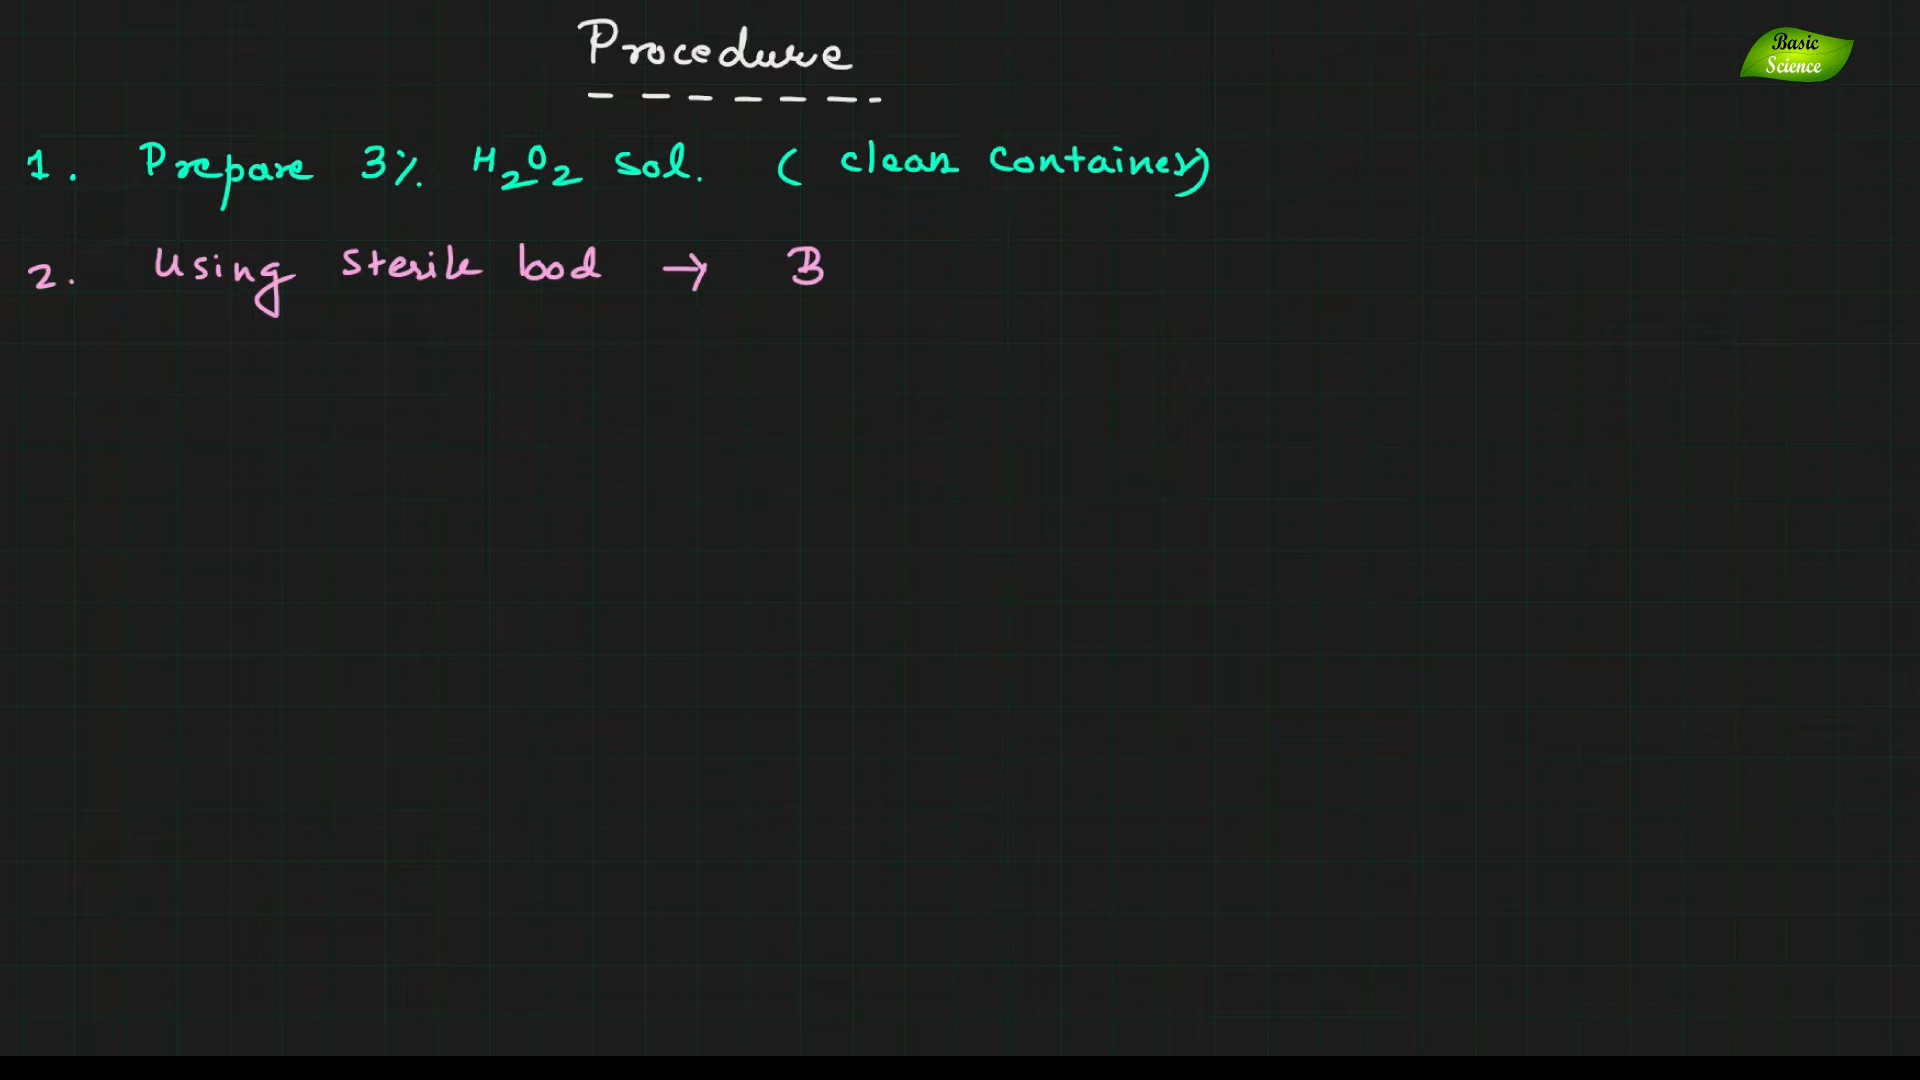 Procedure
Basic
Science
1. Prepare 3% H₂O₂ sol. ( clean container)
2. Using sterile bod → B